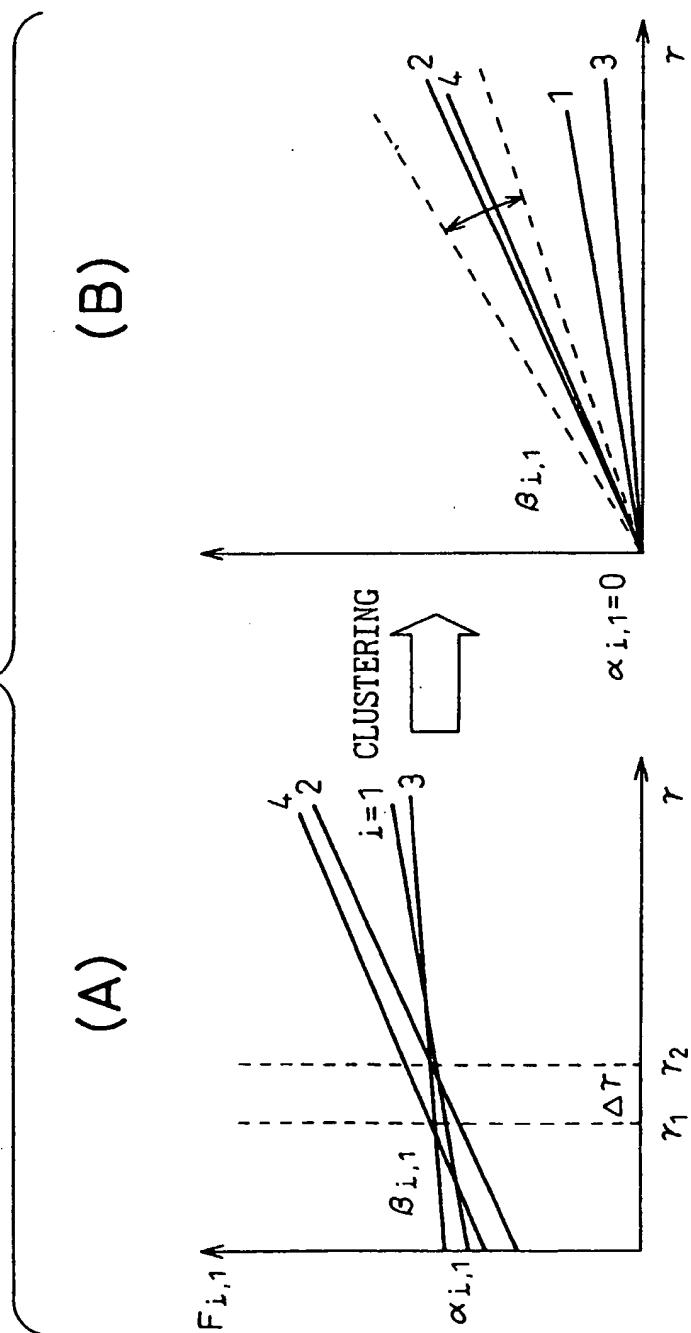 (A)
F i,1
α i,1
β i,1
4
2
i=1
3
γ1
Δγ
γ2
γ
CLUSTERING
(B)
β i,1
2
4
1
3
α i,1=0
γ